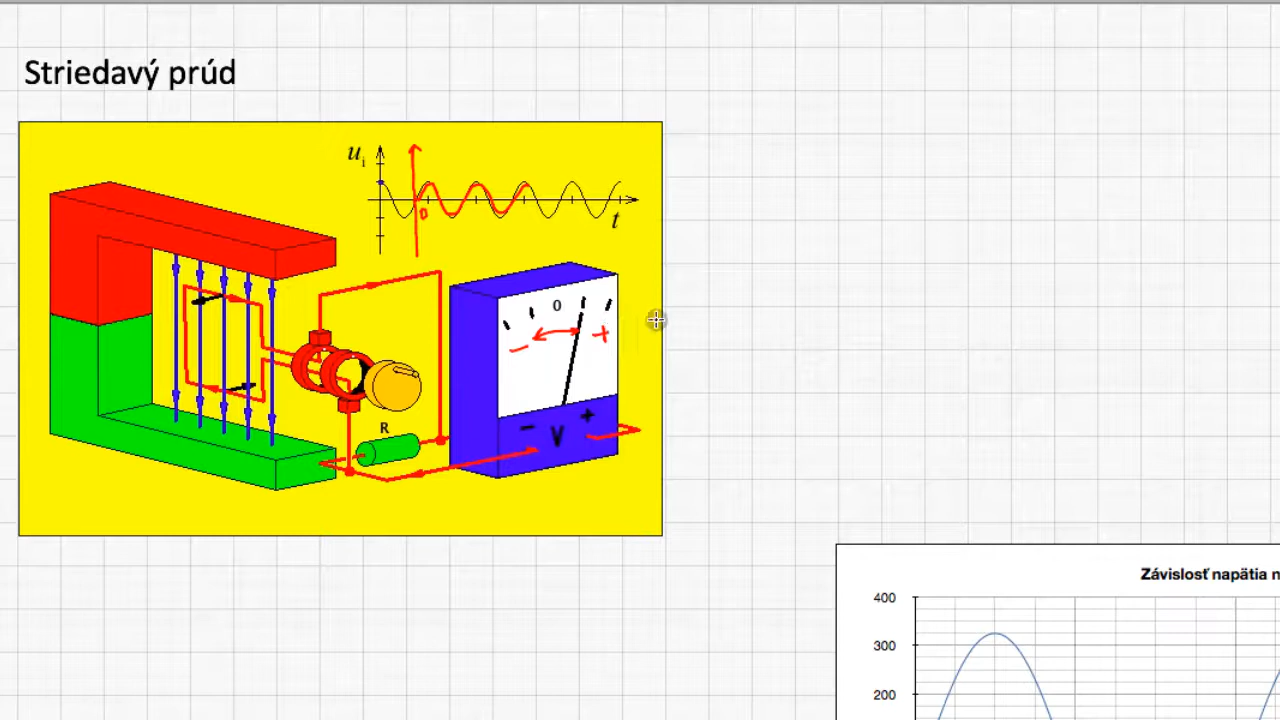 Striedavý prúd
uᵢ
0
t
0
− +
R
− V +
Závislosť napätia n
400
300
200